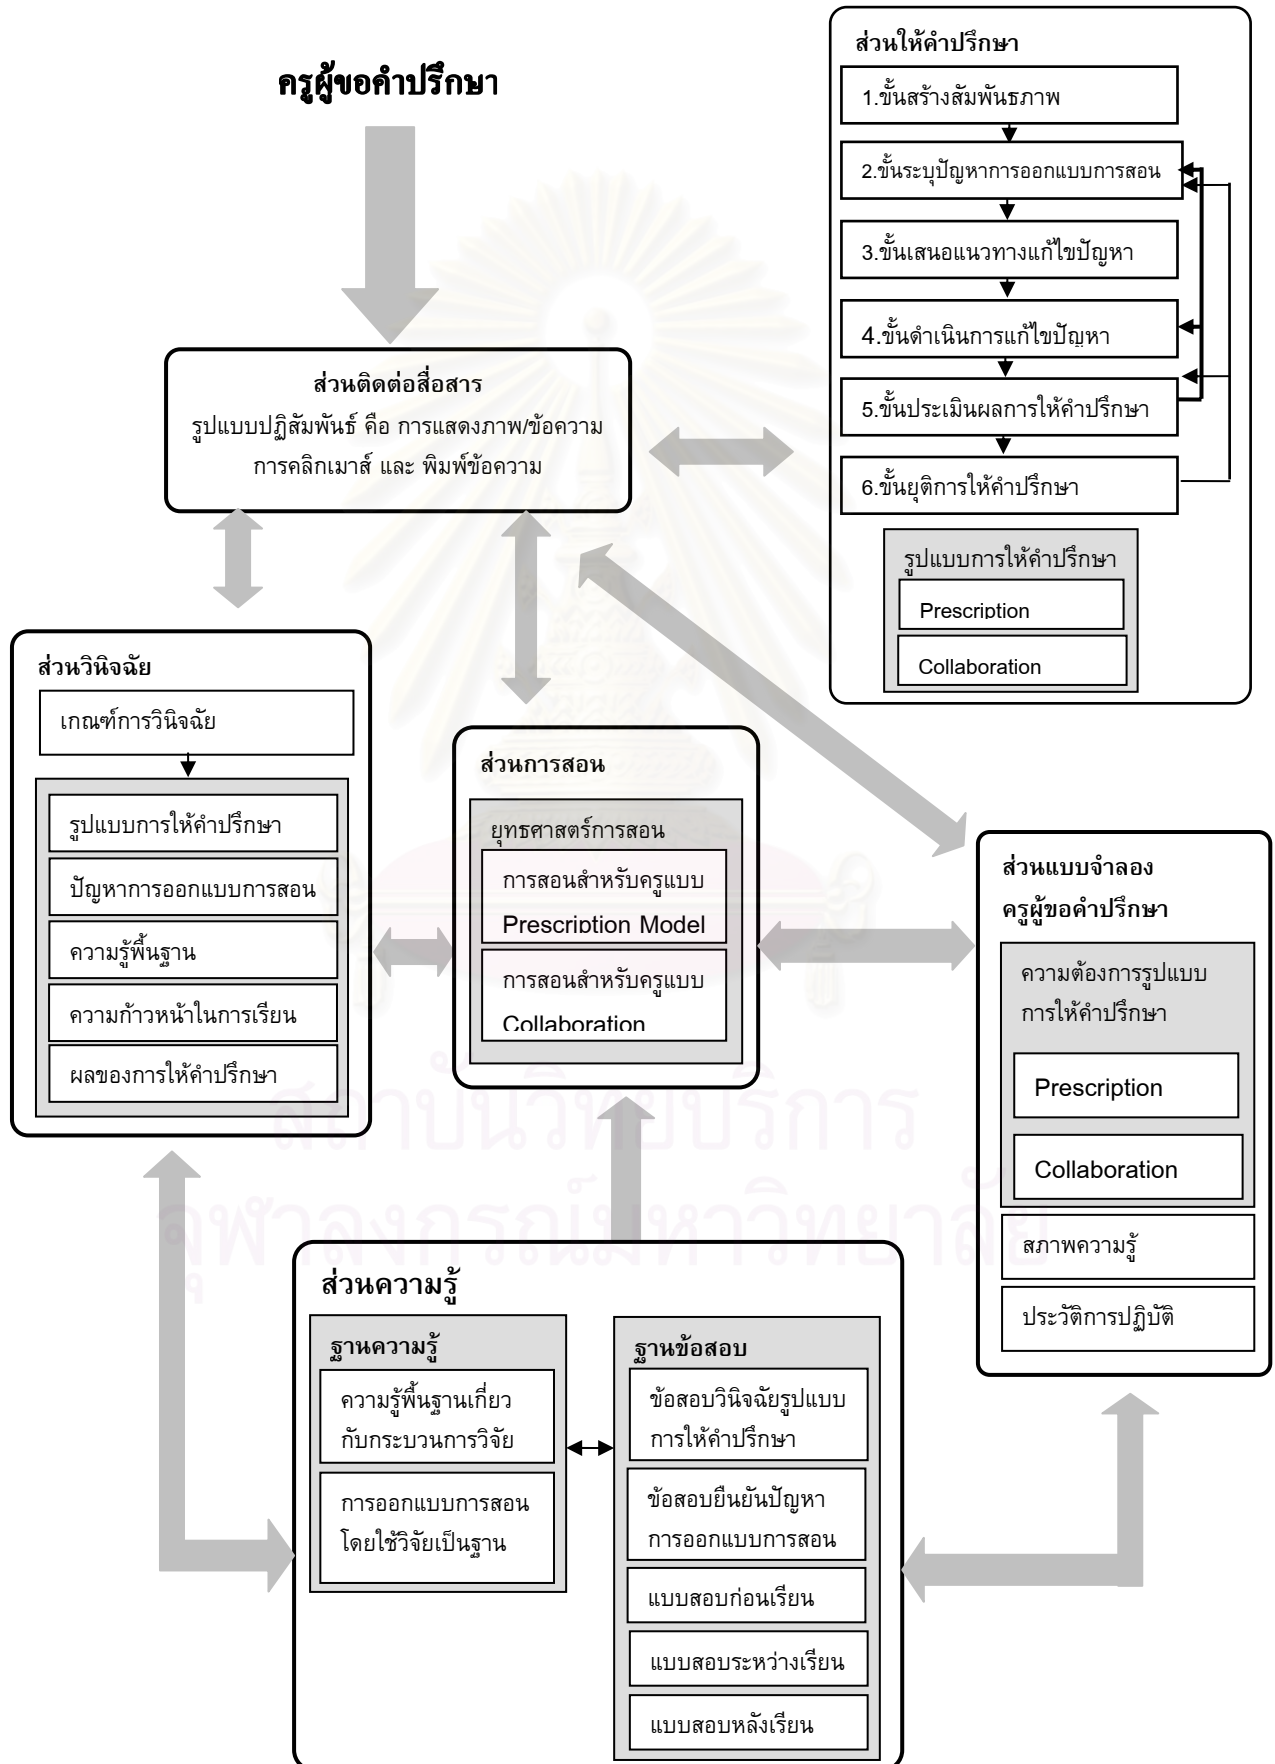 ครูผู้ขอคำปรึกษา
ส่วนให้คำปรึกษา
1.ขั้นสร้างสัมพันธภาพ
2.ขั้นระบุปัญหาการออกแบบการสอน
3.ขั้นเสนอแนวทางแก้ไขปัญหา
4.ขั้นดำเนินการแก้ไขปัญหา
5.ขั้นประเมินผลการให้คำปรึกษา
6.ขั้นยุติการให้คำปรึกษา
รูปแบบการให้คำปรึกษา
Prescription
Collaboration
ส่วนติดต่อสื่อสาร
รูปแบบปฏิสัมพันธ์ คือ การแสดงภาพ/ข้อความ
การคลิกเมาส์ และ พิมพ์ข้อความ
ส่วนวินิจฉัย
เกณฑ์การวินิจฉัย
รูปแบบการให้คำปรึกษา
ปัญหาการออกแบบการสอน
ความรู้พื้นฐาน
ความก้าวหน้าในการเรียน
ผลของการให้คำปรึกษา
ส่วนการสอน
ยุทธศาสตร์การสอน
การสอนสำหรับครูแบบ
Prescription Model
การสอนสำหรับครูแบบ
Collaboration
ส่วนแบบจำลอง
ครูผู้ขอคำปรึกษา
ความต้องการรูปแบบ
การให้คำปรึกษา
Prescription
Collaboration
สภาพความรู้
ประวัติการปฏิบัติ
สถาบันวิทยบริการ
จุฬาลงกรณ์มหาวิทยาลัย
ส่วนความรู้
ฐานความรู้
ความรู้พื้นฐานเกี่ยว
กับกระบวนการวิจัย
การออกแบบการสอน
โดยใช้วิจัยเป็นฐาน
ฐานข้อสอบ
ข้อสอบวินิจฉัยรูปแบบ
การให้คำปรึกษา
ข้อสอบยืนยันปัญหา
การออกแบบการสอน
แบบสอบก่อนเรียน
แบบสอบระหว่างเรียน
แบบสอบหลังเรียน